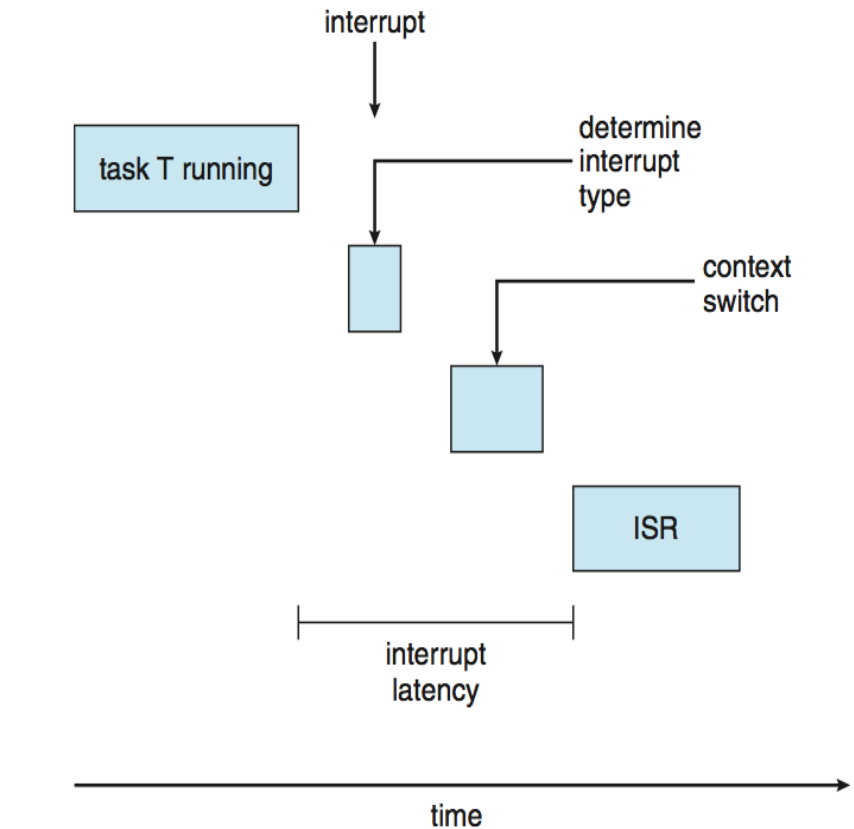 interrupt
task T running
determine
interrupt
type
context
switch
ISR
interrupt
latency
time